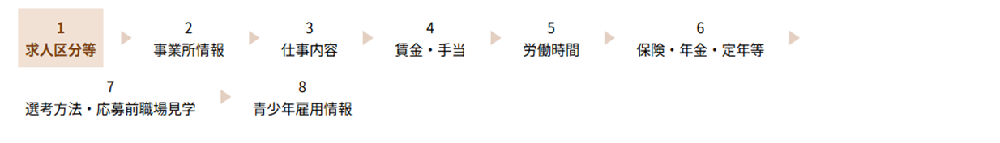 1 2 3 4 5 6
求人区分等 事業所情報 仕事内容 賃金・手当 労働時間 保険・年金・定年等
7 8
選考方法・応募前職場見学 青少年雇用情報